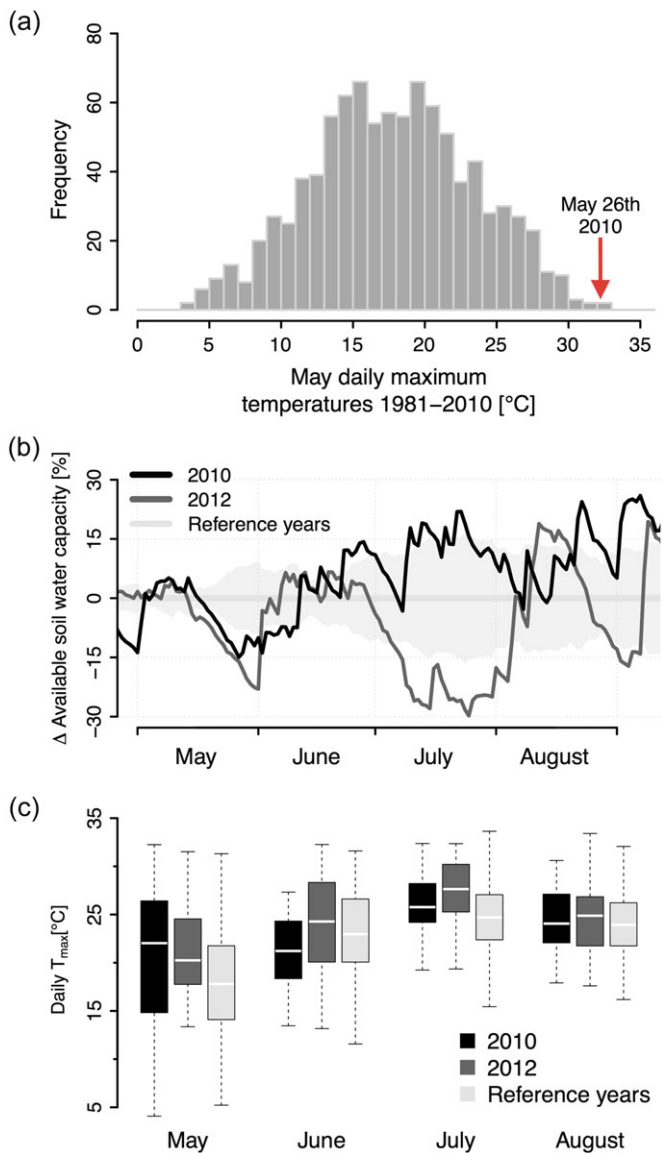 (a)
80
60
40
20
0
Frequency
May 26th
2010
0 5 10 15 20 25 30 35
May daily maximum
temperatures 1981–2010 [°C]
(b)
Δ Available soil water capacity [%]
30
15
0
−15
−30
2010
2012
Reference years
May June July August
(c)
Daily Tmax[°C]
35
25
15
5
2010
2012
Reference years
May June July August